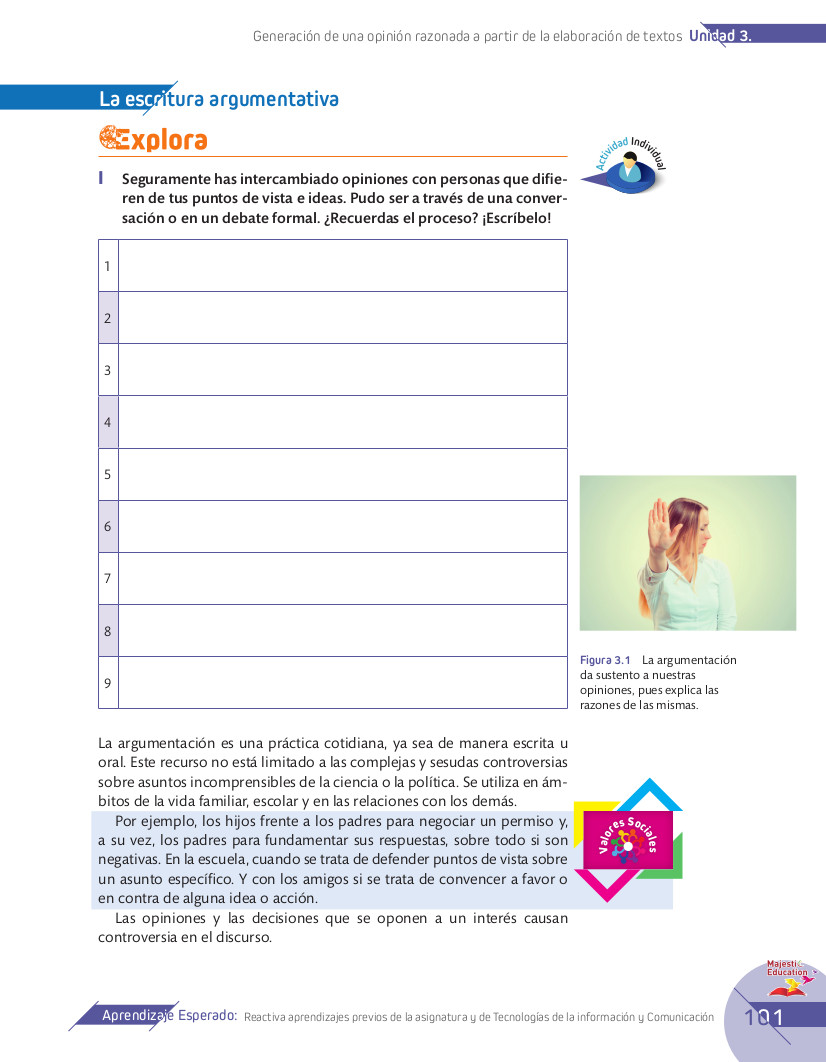 Generación de una opinión razonada a partir de la elaboración de textos Unidad 3.
La escritura argumentativa
Explora
Actividad Individual
I Seguramente has intercambiado opiniones con personas que difie-
ren de tus puntos de vista e ideas. Pudo ser a través de una conver-
sación o en un debate formal. ¿Recuerdas el proceso? ¡Escríbelo!
1
2
3
4
5
6
7
8
9
Figura 3.1 La argumentación
da sustento a nuestras
opiniones, pues explica las
razones de las mismas.
La argumentación es una práctica cotidiana, ya sea de manera escrita u
oral. Este recurso no está limitado a las complejas y sesudas controversias
sobre asuntos incomprensibles de la ciencia o la política. Se utiliza en ám-
bitos de la vida familiar, escolar y en las relaciones con los demás.
Por ejemplo, los hijos frente a los padres para negociar un permiso y,
a su vez, los padres para fundamentar sus respuestas, sobre todo si son
negativas. En la escuela, cuando se trata de defender puntos de vista sobre
un asunto específico. Y con los amigos si se trata de convencer a favor o
en contra de alguna idea o acción.
Valores Sociales
Las opiniones y las decisiones que se oponen a un interés causan
controversia en el discurso.
Majestic
Education
Aprendizaje Esperado: Reactiva aprendizajes previos de la asignatura y de Tecnologías de la información y Comunicación
101